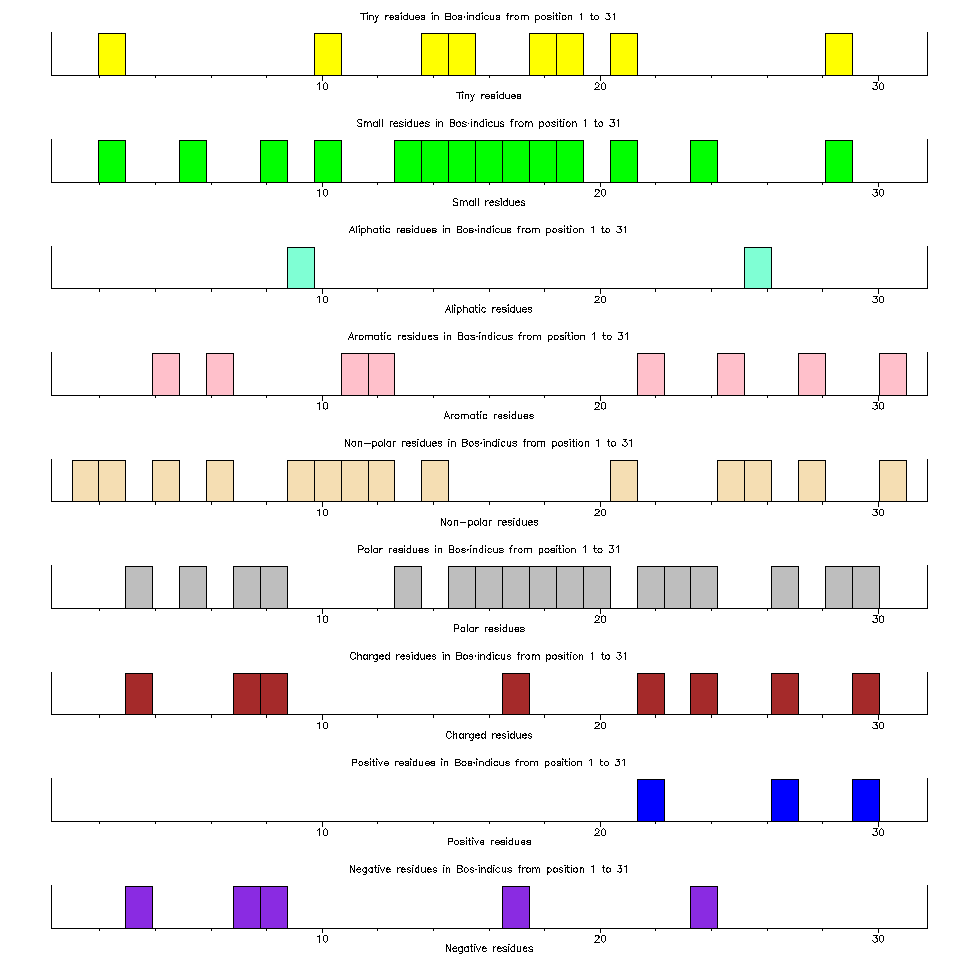 Tiny residues in Bos-indicus from position 1 to 31
10 20 30
Tiny residues
Small residues in Bos-indicus from position 1 to 31
10 20 30
Small residues
Aliphatic residues in Bos-indicus from position 1 to 31
10 20 30
Aliphatic residues
Aromatic residues in Bos-indicus from position 1 to 31
10 20 30
Aromatic residues
Non-polar residues in Bos-indicus from position 1 to 31
10 20 30
Non-polar residues
Polar residues in Bos-indicus from position 1 to 31
10 20 30
Polar residues
Charged residues in Bos-indicus from position 1 to 31
10 20 30
Charged residues
Positive residues in Bos-indicus from position 1 to 31
10 20 30
Positive residues
Negative residues in Bos-indicus from position 1 to 31
10 20 30
Negative residues